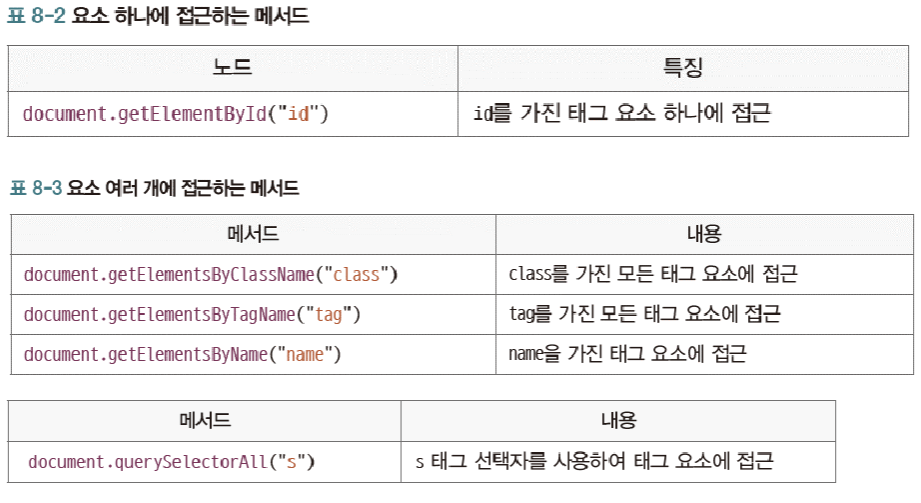 표 8-2 요소 하나에 접근하는 메서드
노드 특징
document.getElementById("id") id를 가진 태그 요소 하나에 접근
표 8-3 요소 여러 개에 접근하는 메서드
메서드 내용
document.getElementsByClassName("class") class를 가진 모든 태그 요소에 접근
document.getElementsByTagName("tag") tag를 가진 모든 태그 요소에 접근
document.getElementsByName("name") name을 가진 태그 요소에 접근
메서드 내용
document.querySelectorAll("s") s 태그 선택자를 사용하여 태그 요소에 접근